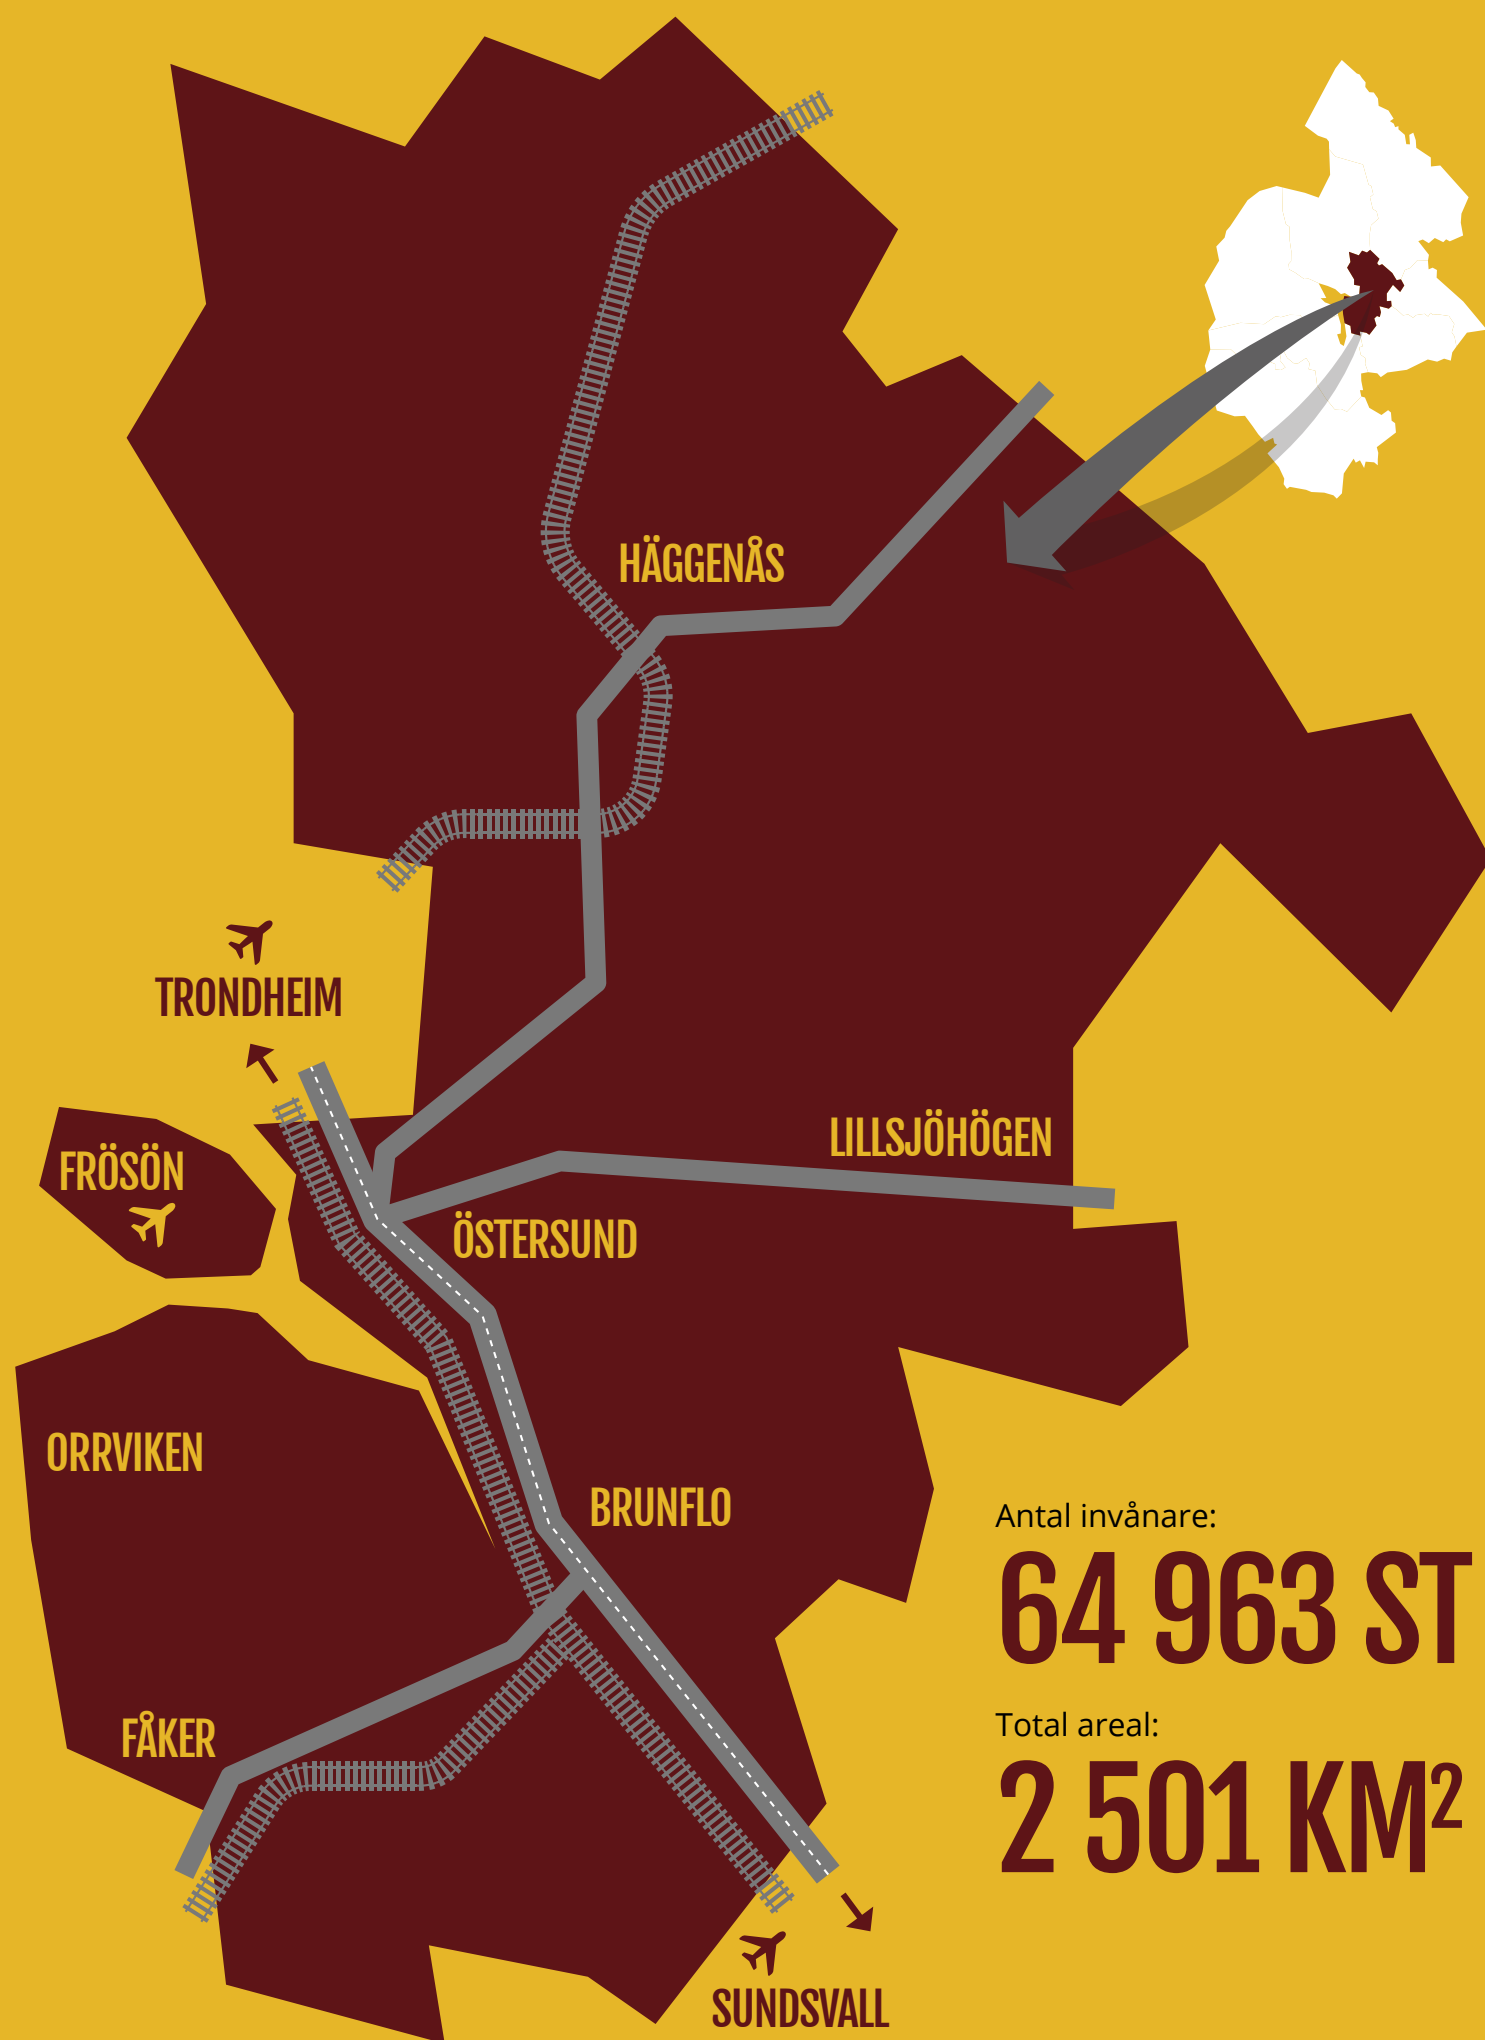 HÄGGENÅS
TRONDHEIM
LILLSJÖHÖGEN
FRÖSÖN
ÖSTERSUND
ORRVIKEN
BRUNFLO
Antal invånare:
64 963 ST
FÅKER
Total areal:
2 501 KM²
SUNDSVALL